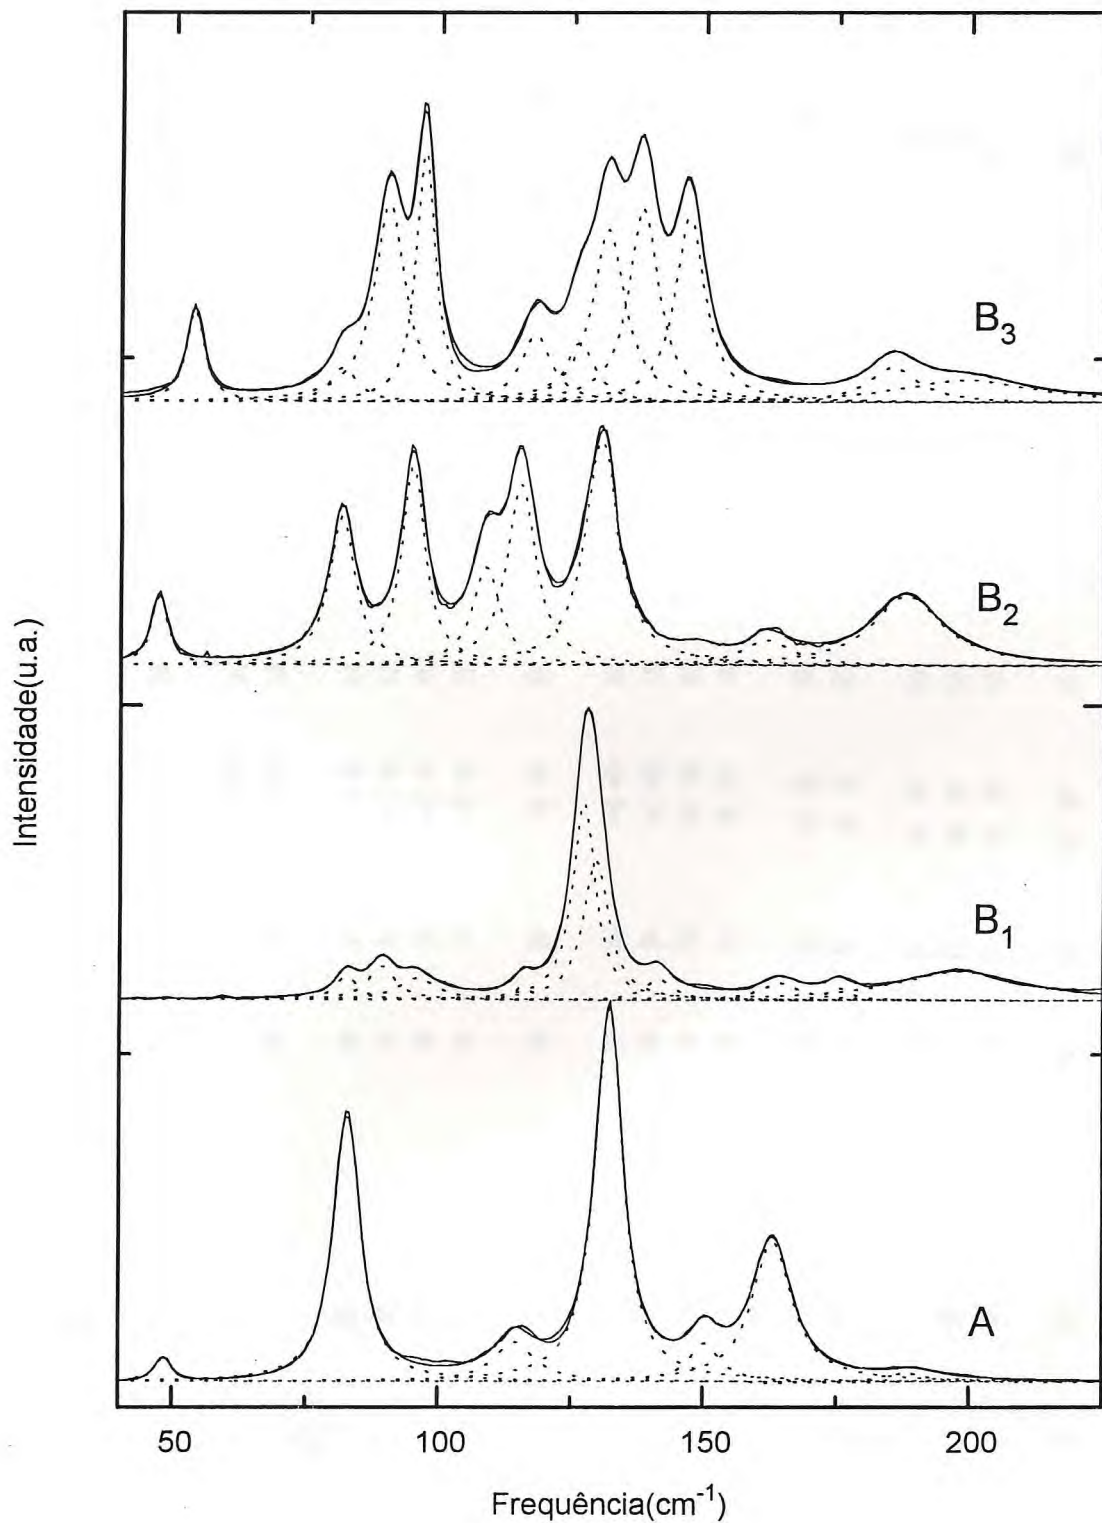 B₃
B₂
B₁
A
Intensidade(u.a.)
50 100 150 200
Frequência(cm⁻¹)